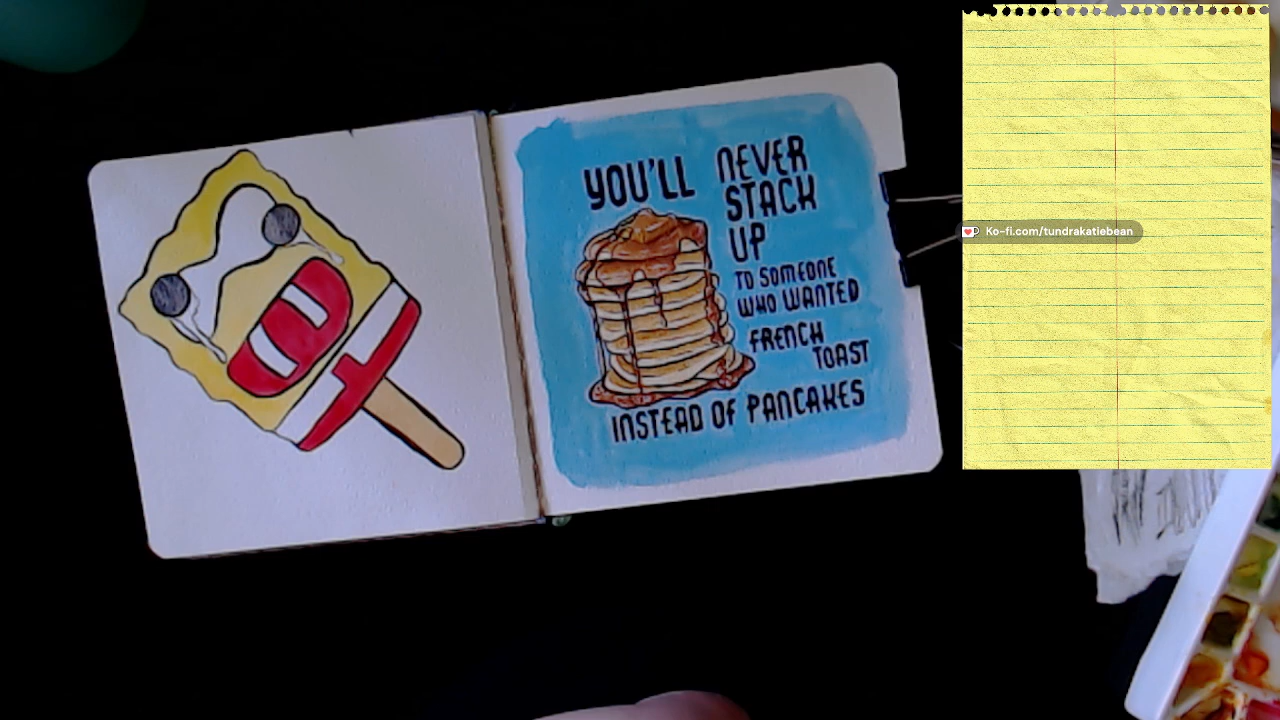 YOU'LL NEVER
STACK
UP
TO SOMEONE
WHO WANTED
FRENCH
TOAST
INSTEAD OF PANCAKES
Ko-fi.com/tundrakatiebean